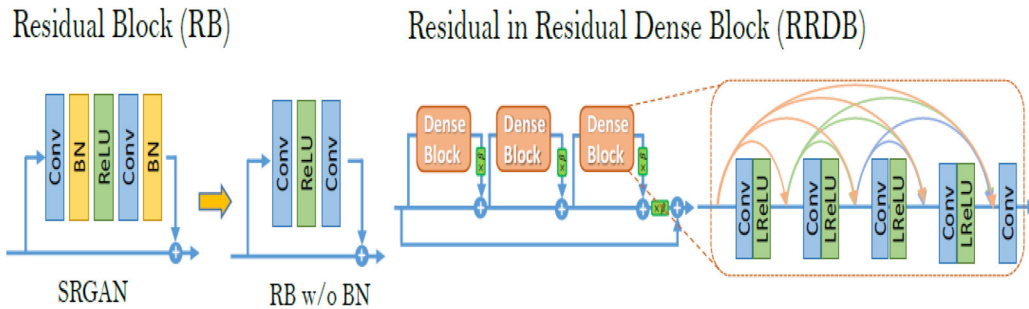 Residual Block (RB)
Residual in Residual Dense Block (RRDB)
Conv
BN
ReLU
Conv
BN
SRGAN
Conv
ReLU
Conv
RB w/o BN
Dense
Block
Dense
Block
Dense
Block
×β
×β
×β
×β
Conv
LReLU
Conv
LReLU
Conv
LReLU
Conv
LReLU
Conv